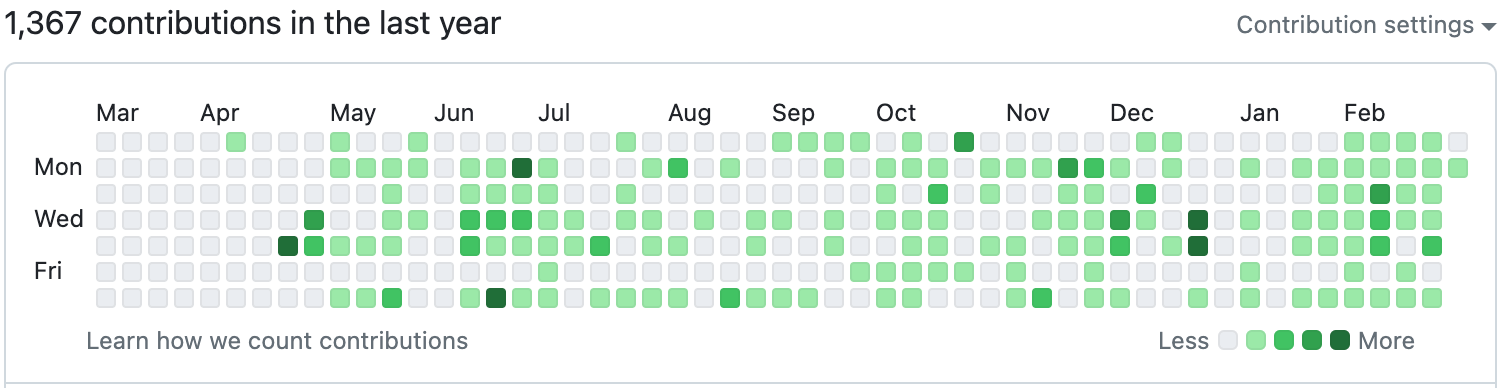 1,367 contributions in the last year
Contribution settings
Mar Apr May Jun Jul Aug Sep Oct Nov Dec Jan Feb
Mon
Wed
Fri
Learn how we count contributions
Less More